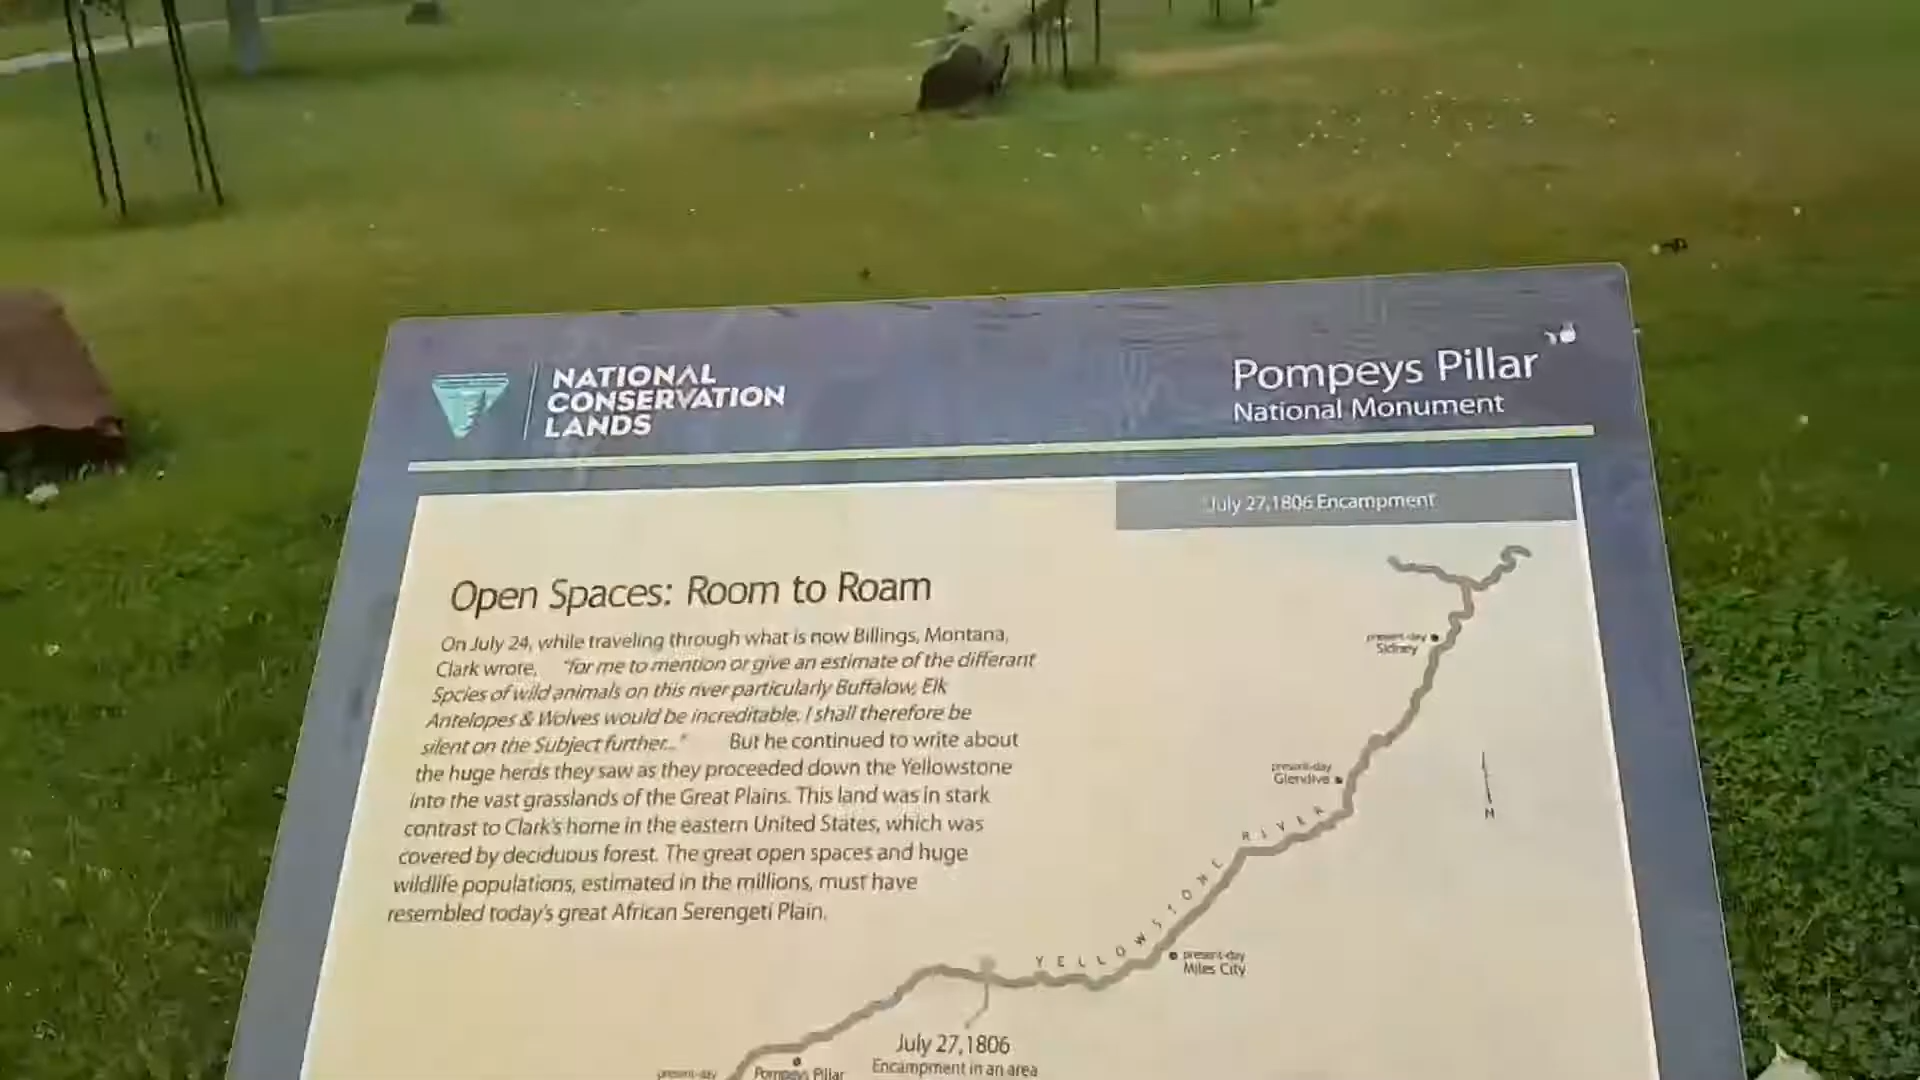 NATIONAL
CONSERVATION
LANDS
Pompeys Pillar
National Monument
July 27,1806 Encampment
Open Spaces: Room to Roam
On July 24, while traveling through what is now Billings, Montana,
Clark wrote, "for me to mention or give an estimate of the differant
Spcies of wild animals on this river particularly Buffalow, Elk
Antelopes & Wolves would be increditable. I shall therefore be
silent on the Subject further..." But he continued to write about
the huge herds they saw as they proceeded down the Yellowstone
into the vast grasslands of the Great Plains. This land was in stark
contrast to Clark's home in the eastern United States, which was
covered by deciduous forest. The great open spaces and huge
wildlife populations, estimated in the millions, must have
resembled today's great African Serengeti Plain.
present-day
Sidney
present-day
Glendive
N
YELLOWSTONE RIVER
present-day
Miles City
July 27,1806
Encampment in an area
Pompeys Pillar
present-day